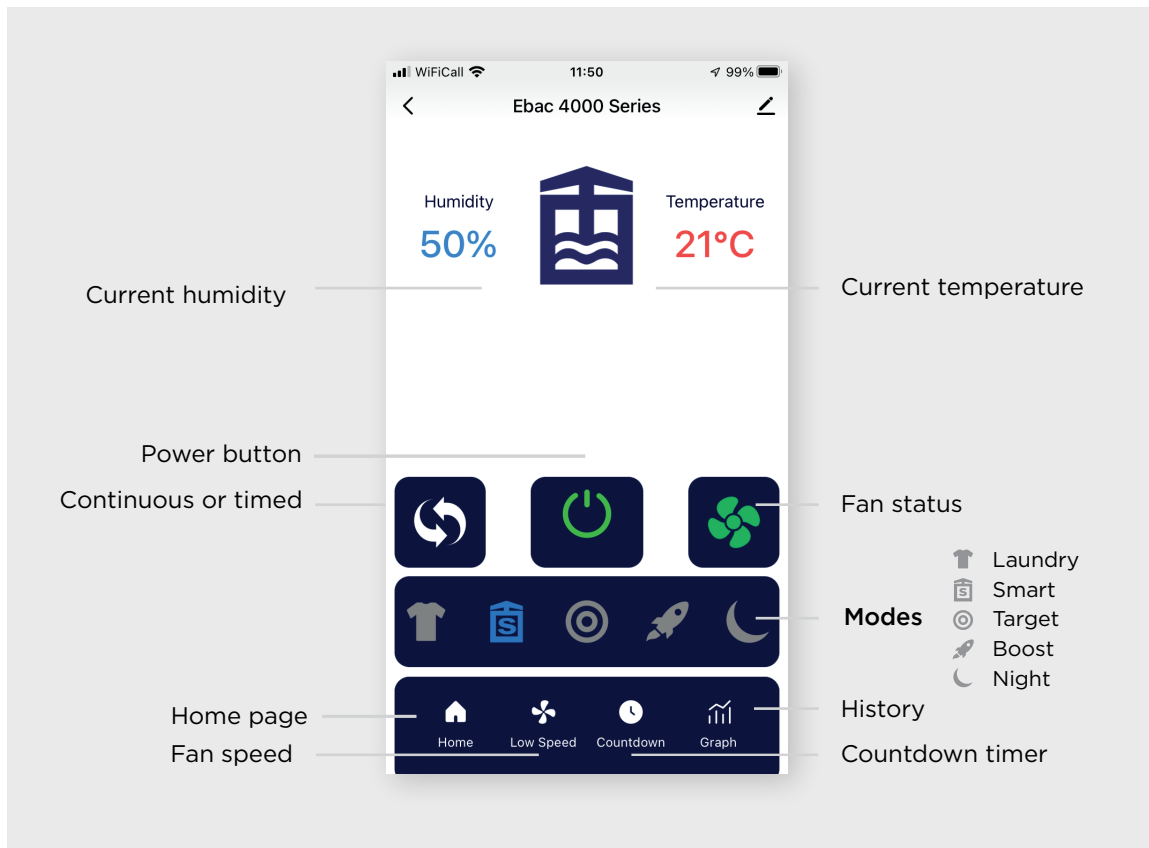 WiFiCall
11:50
99%
Ebac 4000 Series
Humidity
Temperature
50%
21°C
Current humidity
Current temperature
Power button
Continuous or timed
Fan status
S
S
Modes
Laundry
Smart
Target
Boost
Night
Home page
History
Home
Low Speed
Countdown
Graph
Fan speed
Countdown timer